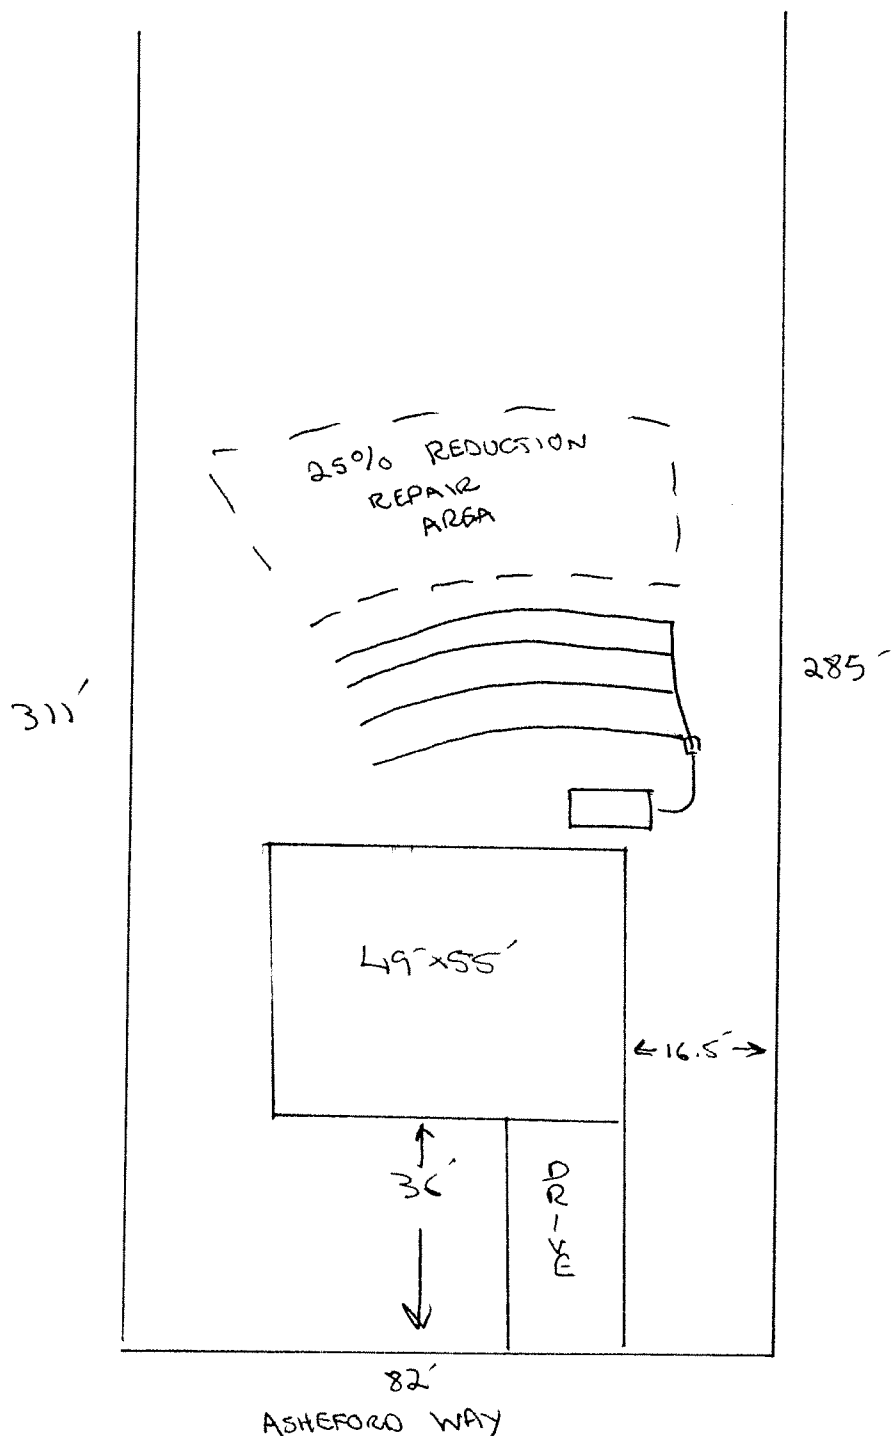 25% REDUCTION
REPAIR
AREA
285'
311'
49'x55'
16.5'
36'
DRIVE
82'
ASHEFORD WAY